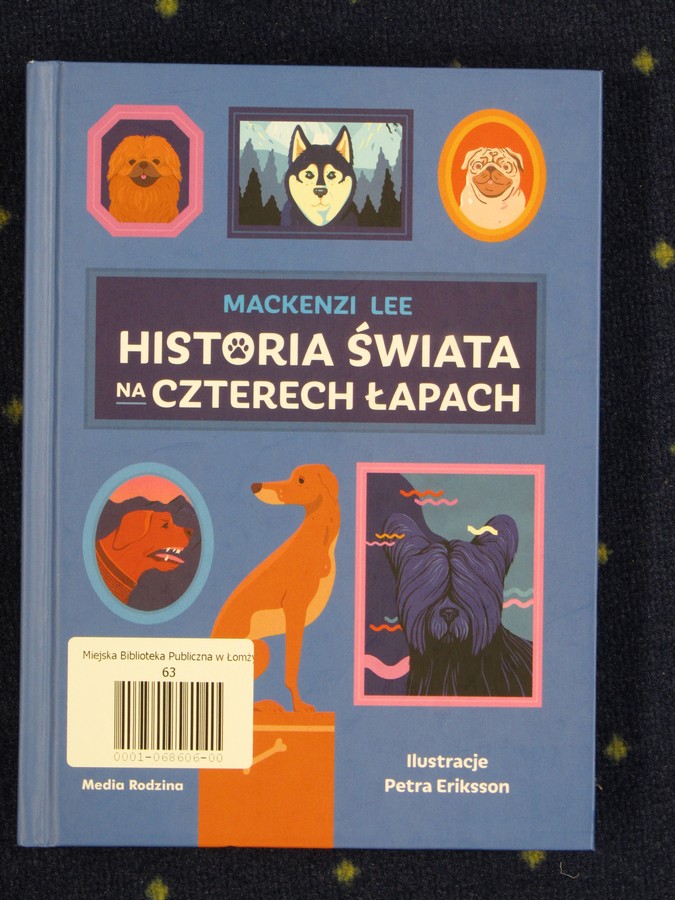 MACKENZI LEE
HISTORIA ŚWIATA
NA CZTERECH ŁAPACH
Miejska Biblioteka Publiczna w Łomży
63
0001-068606-00
Media Rodzina
Ilustracje
Petra Eriksson